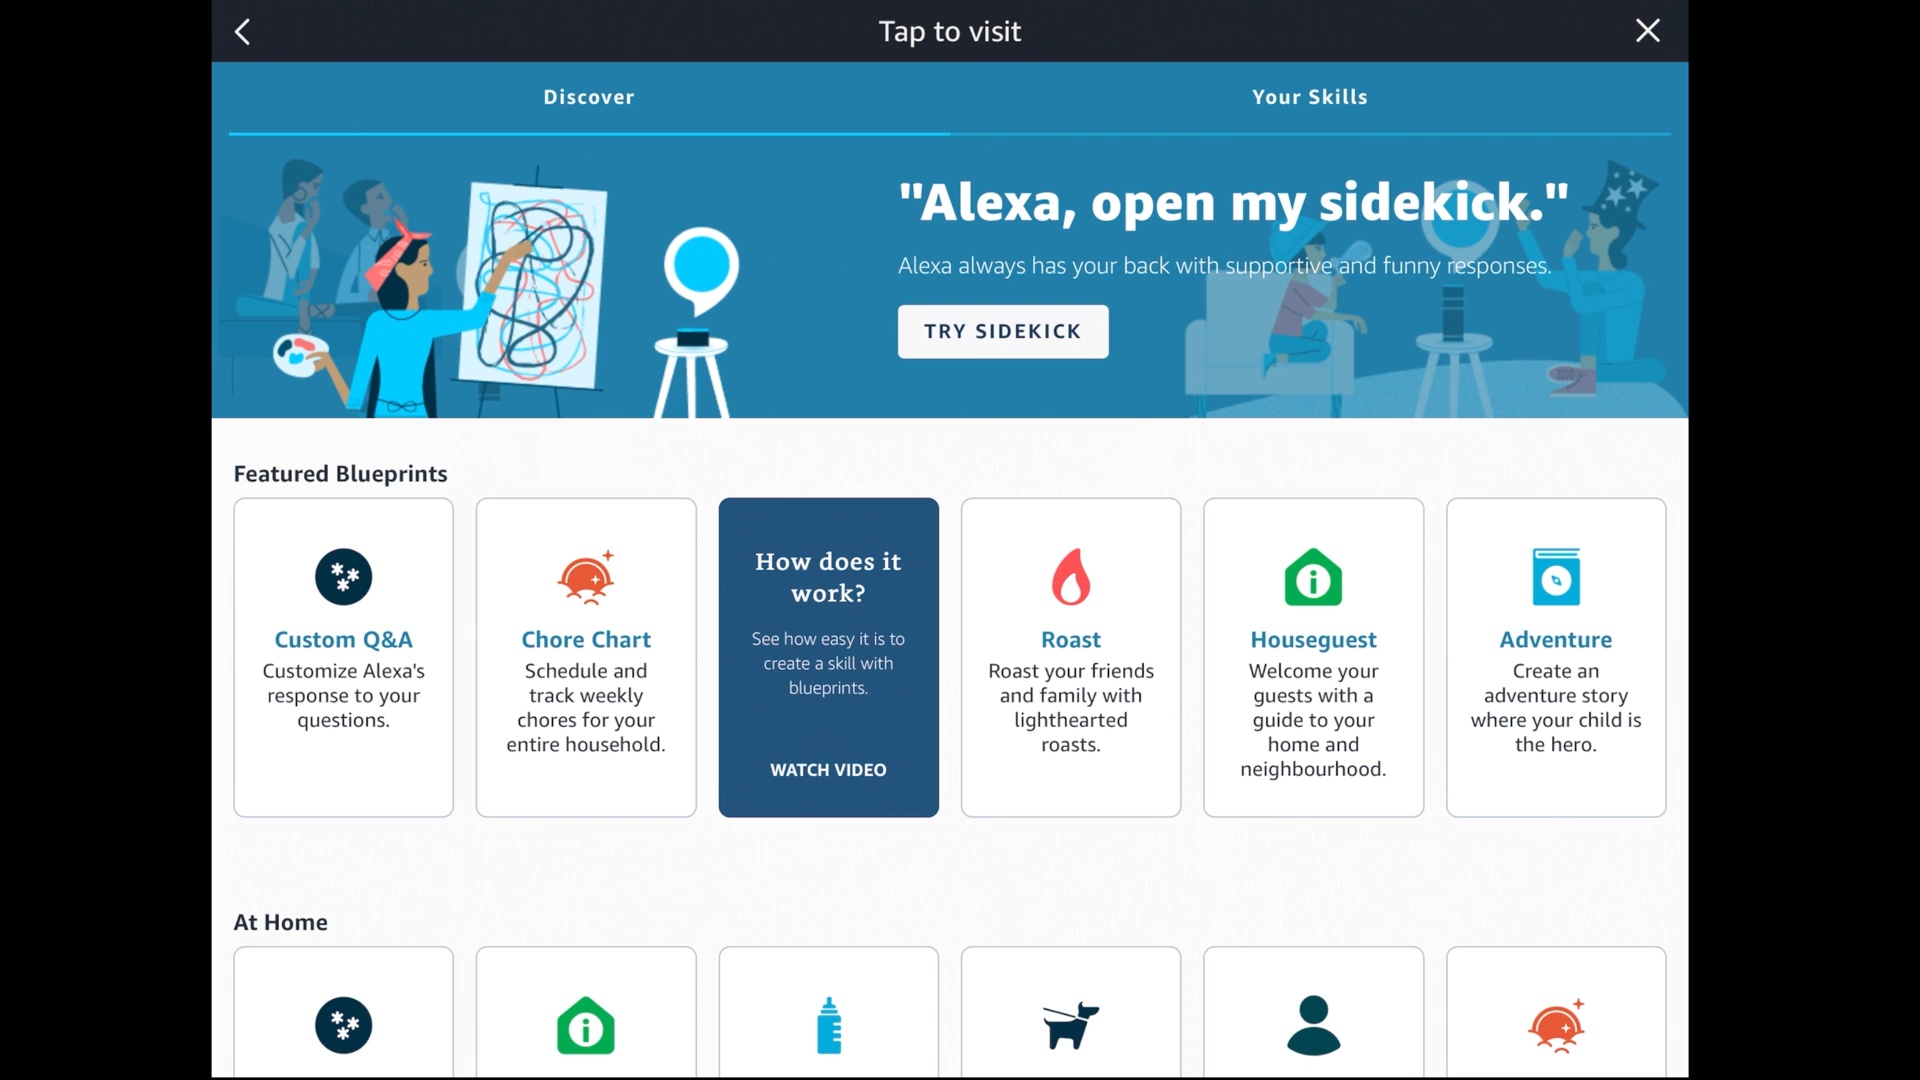 Tap to visit
Discover
Your Skills
"Alexa, open my sidekick."
Alexa always has your back with supportive and funny responses.
TRY SIDEKICK
Featured Blueprints
Custom Q&A
Customize Alexa's
response to your
questions.
Chore Chart
Schedule and
track weekly
chores for your
entire household.
How does it
work?
See how easy it is to
create a skill with
blueprints.
WATCH VIDEO
Roast
Roast your friends
and family with
lighthearted
roasts.
Houseguest
Welcome your
guests with a
guide to your
home and
neighbourhood.
Adventure
Create an
adventure story
where your child is
the hero.
At Home